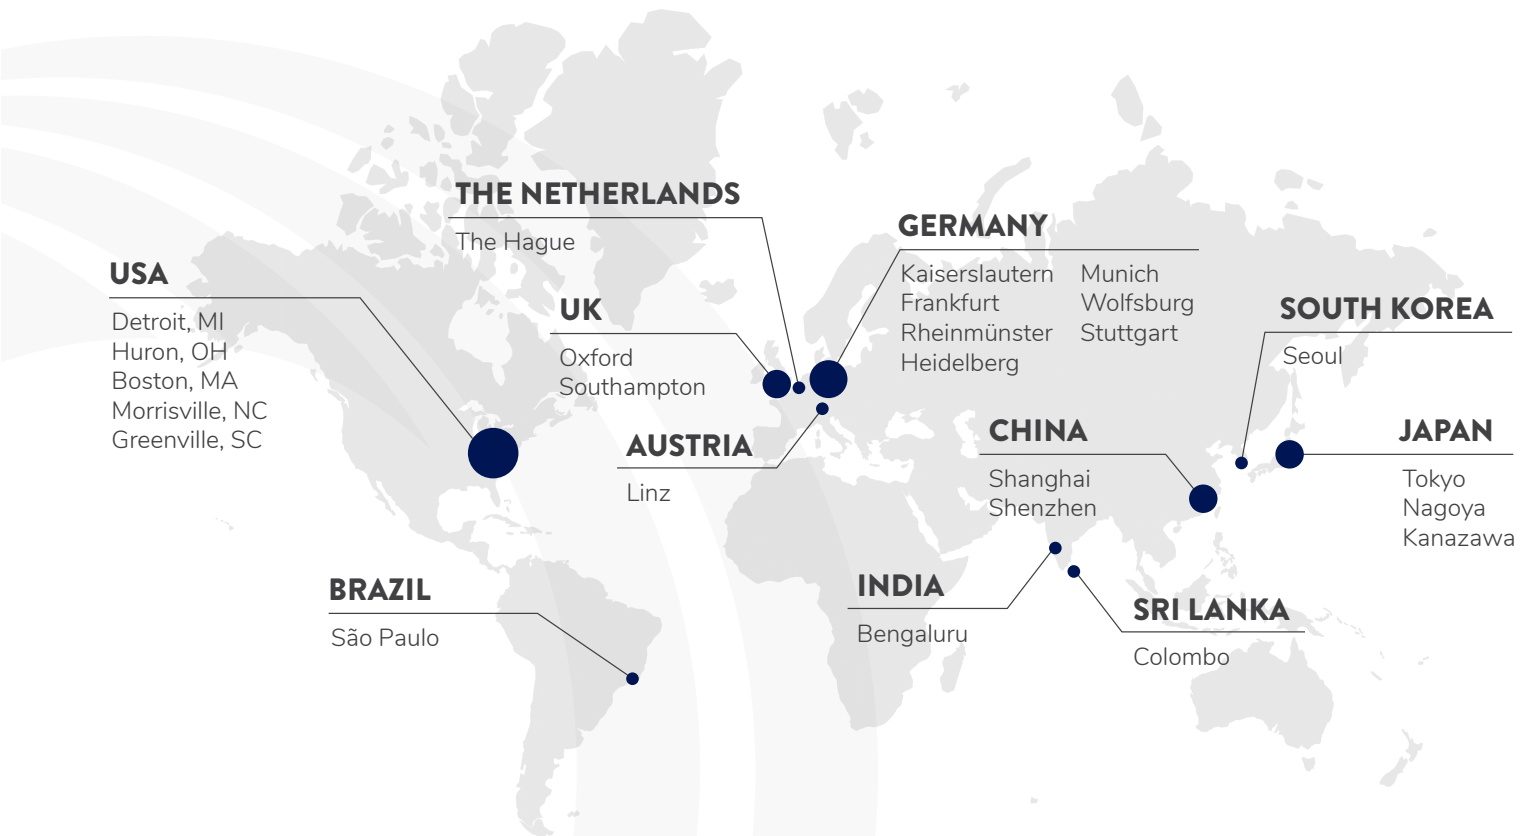 THE NETHERLANDS
The Hague
GERMANY
Kaiserslautern
Frankfurt
Rheinmünster
Heidelberg
Munich
Wolfsburg
Stuttgart
USA
Detroit, MI
Huron, OH
Boston, MA
Morrisville, NC
Greenville, SC
UK
Oxford
Southampton
SOUTH KOREA
Seoul
AUSTRIA
Linz
CHINA
Shanghai
Shenzhen
JAPAN
Tokyo
Nagoya
Kanazawa
BRAZIL
São Paulo
INDIA
Bengaluru
SRI LANKA
Colombo